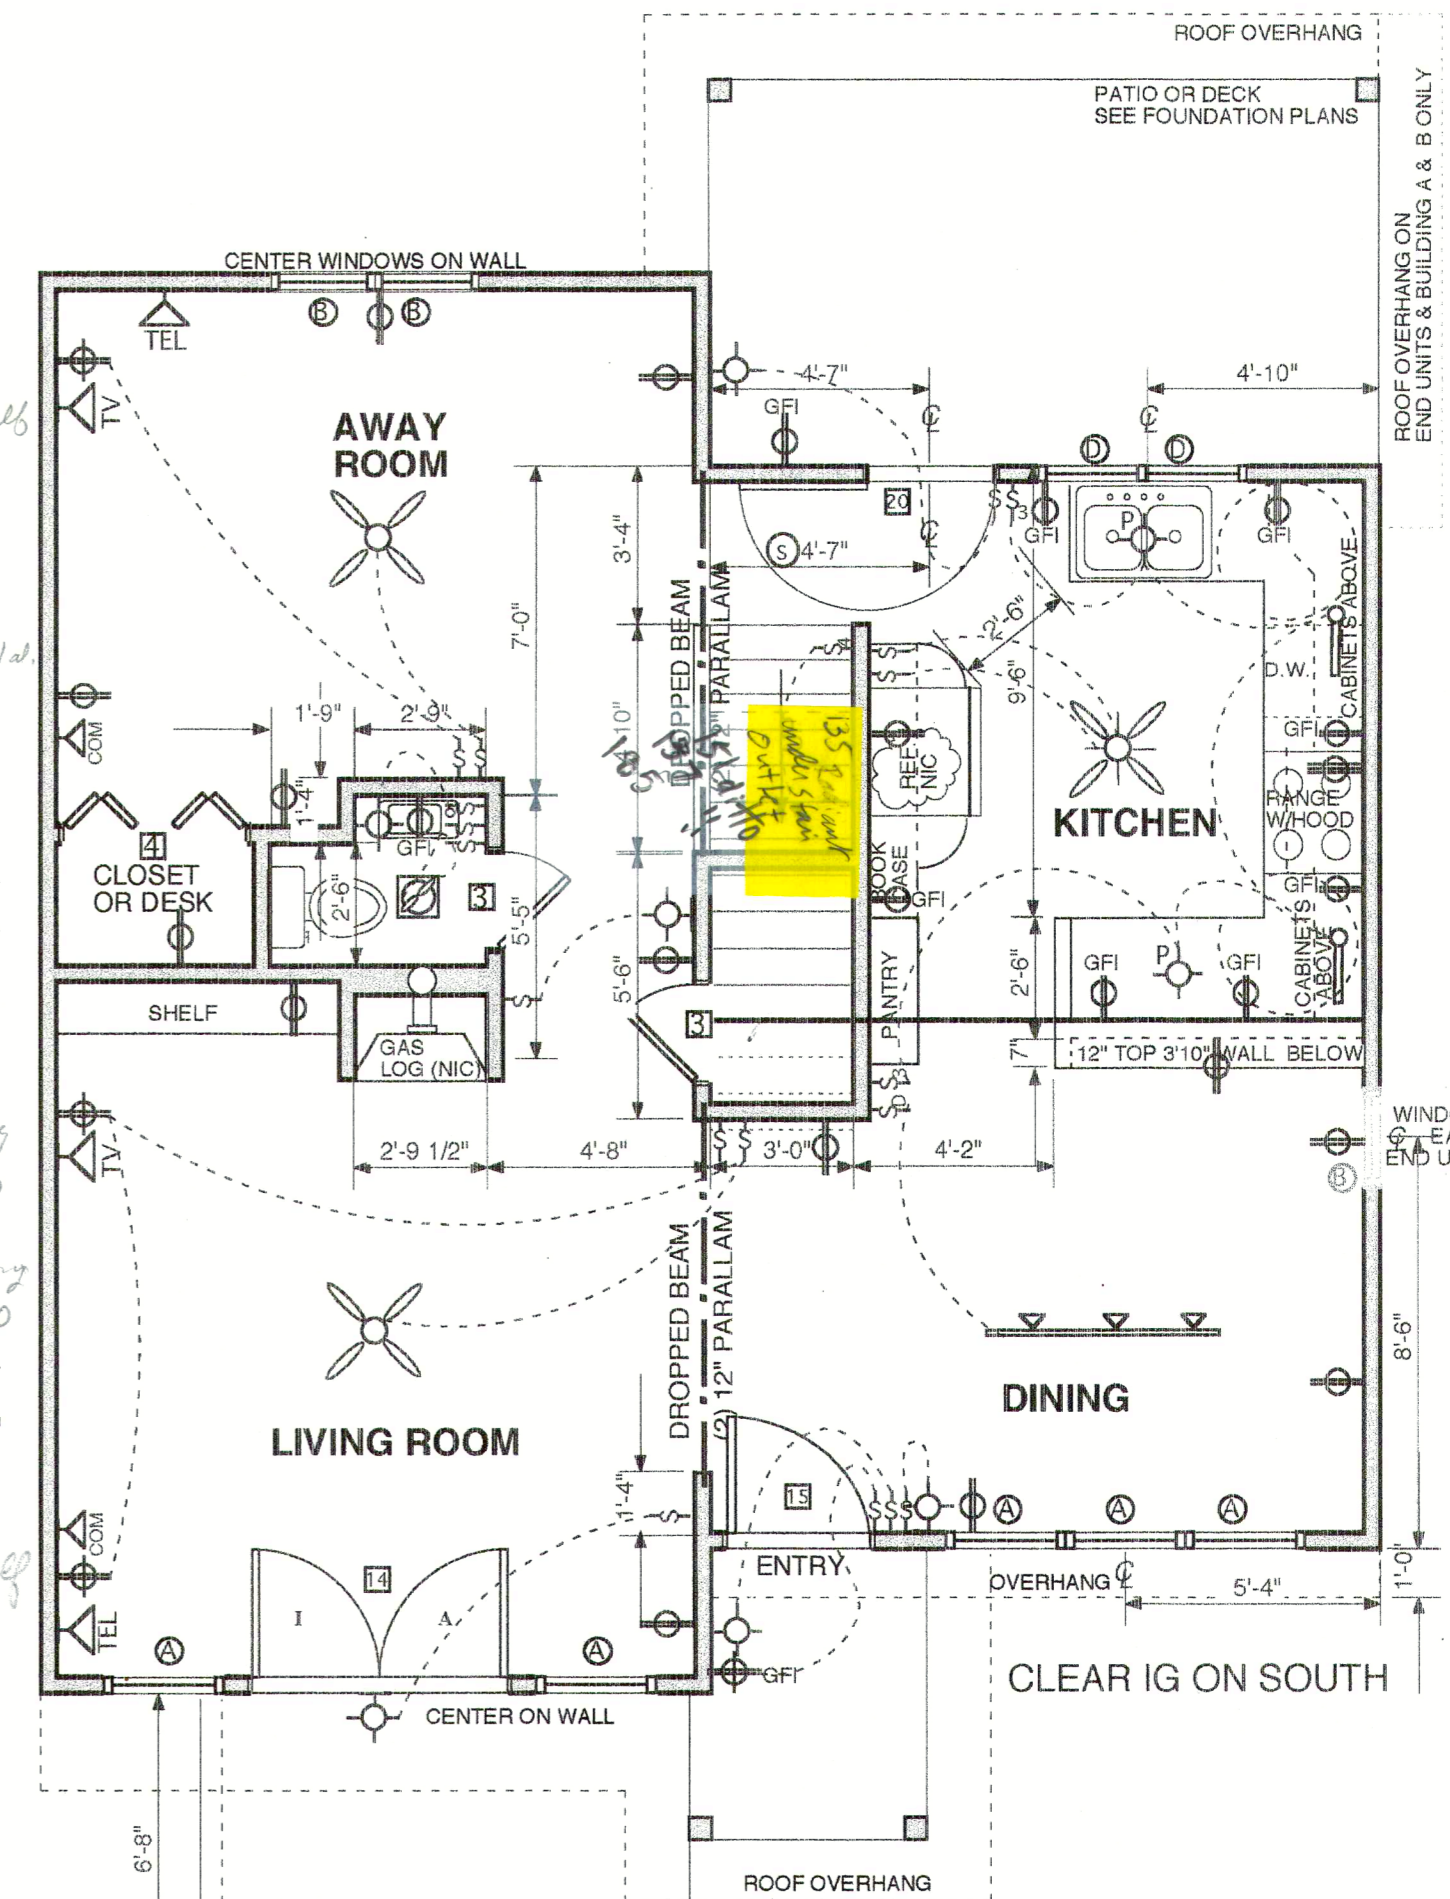 ROOF OVERHANG
PATIO OR DECK
SEE FOUNDATION PLANS
ROOF OVERHANG ON
END UNITS & BUILDING A & B ONLY
CENTER WINDOWS ON WALL
B
B
TEL
TV
AWAY
ROOM
4'-7"
4'-10"
GFI
D
D
20
S
S
3
GFI
P
GFI
S
4'-7"
3'-4"
7'-0"
DROPPED BEAM
PARALLAM
2'-6"
9'-6"
D.W.
CABINETS ABOVE
S4
S
S
COM
1'-9"
2'-9"
S
S
1'-4"
135 Radiant
under stair
outlet
REF
NIC
GFI
KITCHEN
RANGE
W/HOOD
GFI
4
CLOSET
OR DESK
GFI
2'-6"
3
5'-5"
BOOK
CASE
GFI
5'-6"
S
PANTRY
2'-6"
GFI
P
GFI
CABINETS
ABOVE
SHELF
3
GAS
LOG (NIC)
7"
12" TOP 3'10" WALL BELOW
S3
S
D
TV
2'-9 1/2"
4'-8"
S
S
3'-0"
4'-2"
B
8'-6"
DROPPED BEAM
(2) 12" PARALLAM
LIVING ROOM
DINING
1'-4"
S
15
S
S
S
A
A
A
COM
TEL
14
I
A
A
A
ENTRY
OVERHANG
5'-4"
1'-0"
GFI
CENTER ON WALL
CLEAR IG ON SOUTH
6'-8"
ROOF OVERHANG